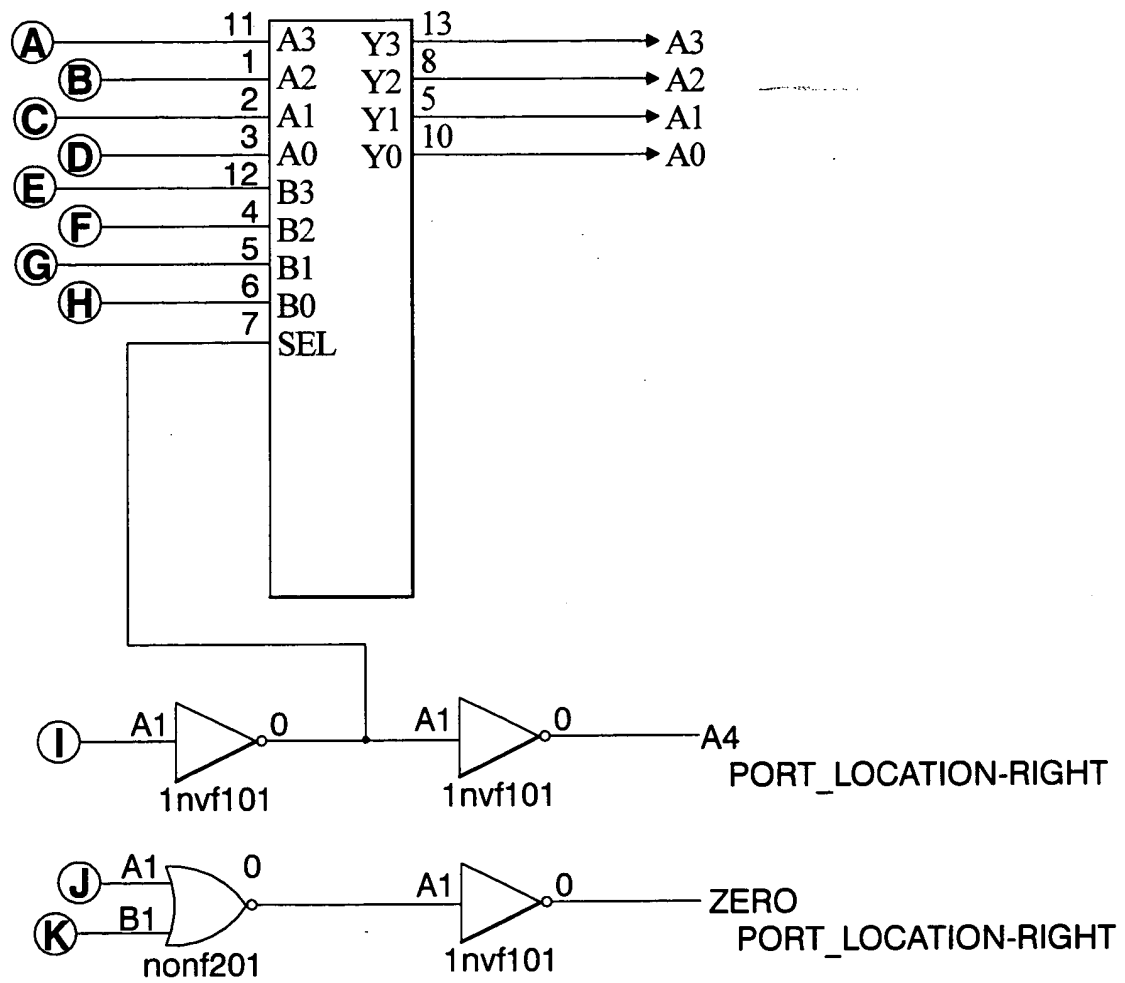 A 11 A3 Y3 13 A3
B 1 A2 Y2 8 A2
C 2 A1 Y1 5 A1
D 3 A0 Y0 10 A0
E 12 B3
F 4 B2
G 5 B1
H 6 B0
7 SEL
I A1 0 A1 0 A4
1nvf101 1nvf101 PORT_LOCATION-RIGHT
J A1 0 A1 0 ZERO
K B1 PORT_LOCATION-RIGHT
nonf201 1nvf101